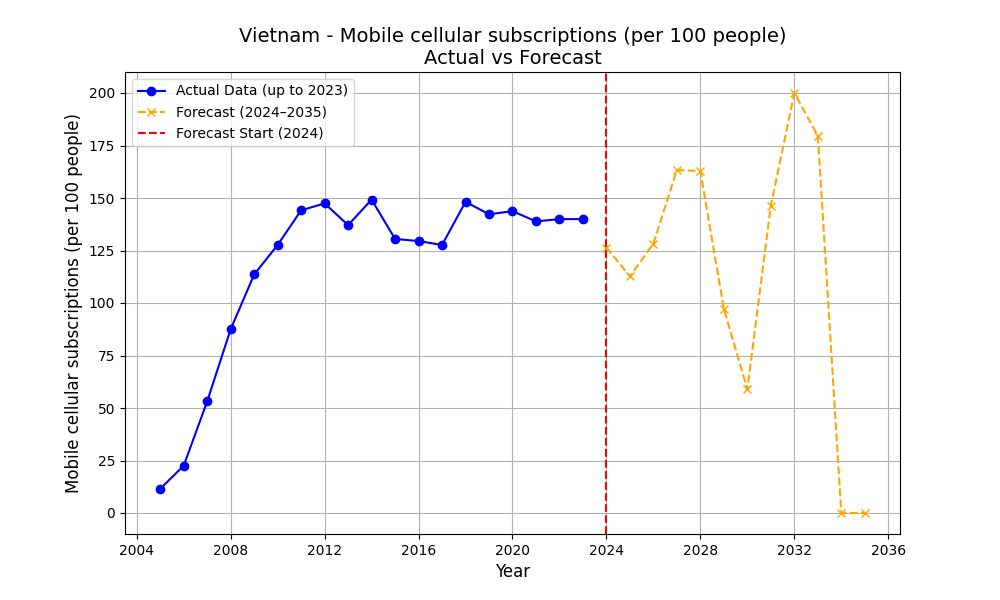 Vietnam - Mobile cellular subscriptions (per 100 people)
Actual vs Forecast
Mobile cellular subscriptions (per 100 people)
200
175
150
125
100
75
50
25
0
Actual Data (up to 2023)
Forecast (2024–2035)
Forecast Start (2024)
2004 2008 2012 2016 2020 2024 2028 2032 2036
Year